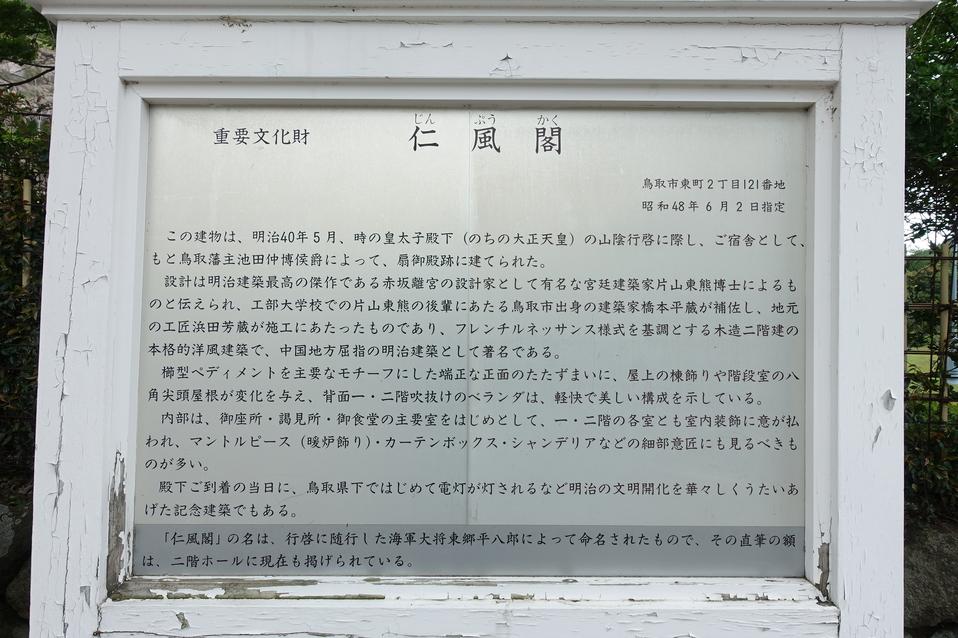 重要文化財 仁風閣
じん ぷう かく
鳥取市東町2丁目121番地
昭和48年6月2日指定
この建物は、明治40年5月、時の皇太子殿下(のちの大正天皇)の山陰行啓に際し、ご宿舎として、
もと鳥取藩主池田仲博侯爵によって、扇御殿跡に建てられた。
設計は明治建築最高の傑作である赤坂離宮の設計家として有名な宮廷建築家片山東熊博士によるも
のと伝えられ、工部大学校での片山東熊の後輩にあたる鳥取市出身の建築家橋本平蔵が補佐し、地元
の工匠浜田芳蔵が施工にあたったものであり、フレンチルネッサンス様式を基調とする木造二階建の
本格的洋風建築で、中国地方屈指の明治建築として著名である。
櫛型ペディメントを主要なモチーフにした端正な正面のたたずまいに、屋上の棟飾りや階段室の八
角尖頭屋根が変化を与え、背面一・二階吹抜けのベランダは、軽快で美しい構成を示している。
内部は、御座所・謁見所・御食堂の主要室をはじめとして、一・二階の各室とも室内装飾に意が払
われ、マントルピース(暖炉飾り)・カーテンボックス・シャンデリアなどの細部意匠にも見るべきも
のが多い。
殿下ご到着の当日に、鳥取県下ではじめて電灯が灯されるなど明治の文明開化を華々しくうたいあ
げた記念建築でもある。
「仁風閣」の名は、行啓に随行した海軍大将東郷平八郎によって命名されたもので、その直筆の額
は、二階ホールに現在も掲げられている。